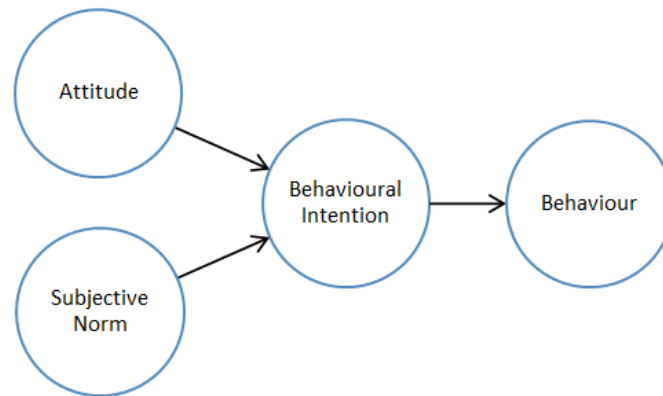 Attitude
Subjective
Norm
Behavioural
Intention
Behaviour